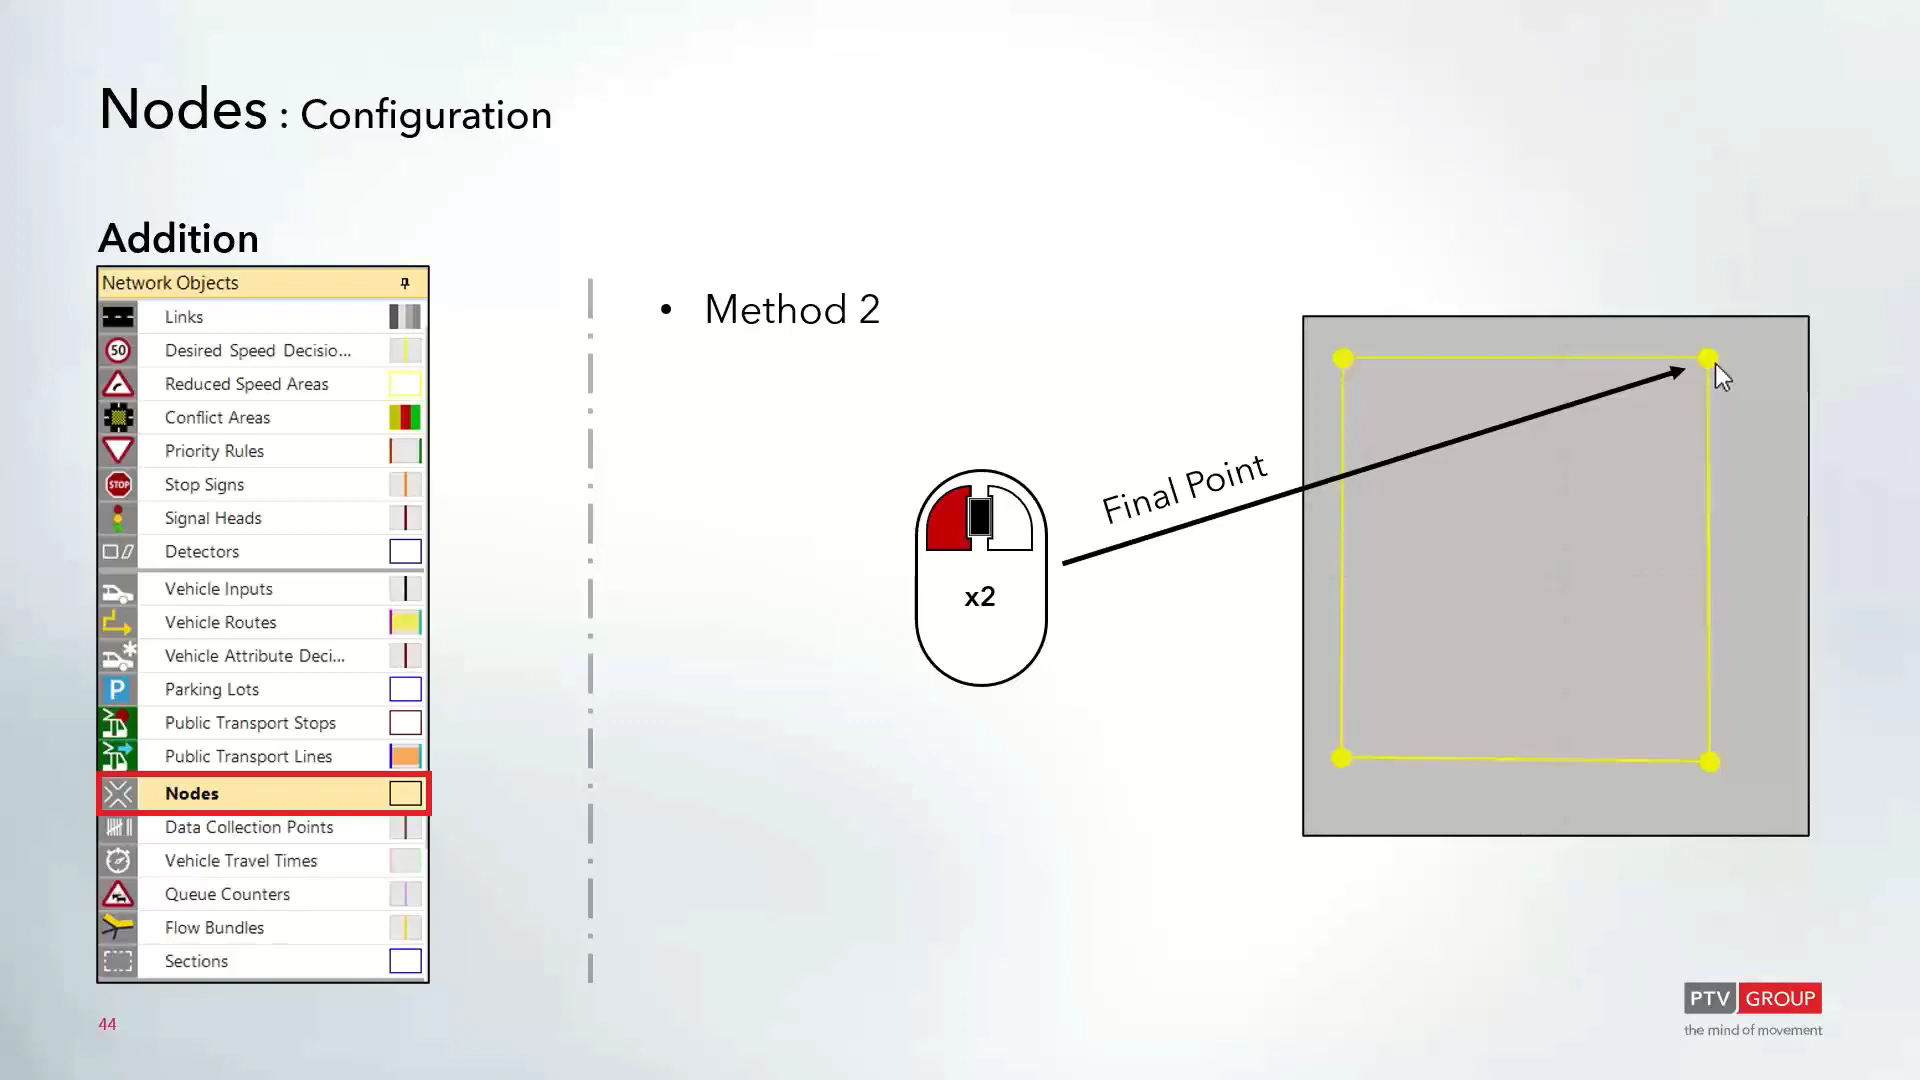 Nodes : Configuration
Addition
Network Objects
Links
50
Desired Speed Decisio...
Reduced Speed Areas
Conflict Areas
Priority Rules
STOP
Stop Signs
Signal Heads
Detectors
Vehicle Inputs
Vehicle Routes
Vehicle Attribute Deci...
P
Parking Lots
Public Transport Stops
Public Transport Lines
Nodes
Data Collection Points
Vehicle Travel Times
Queue Counters
Flow Bundles
Sections
• Method 2
Final Point
x2
44
PTV GROUP
the mind of movement